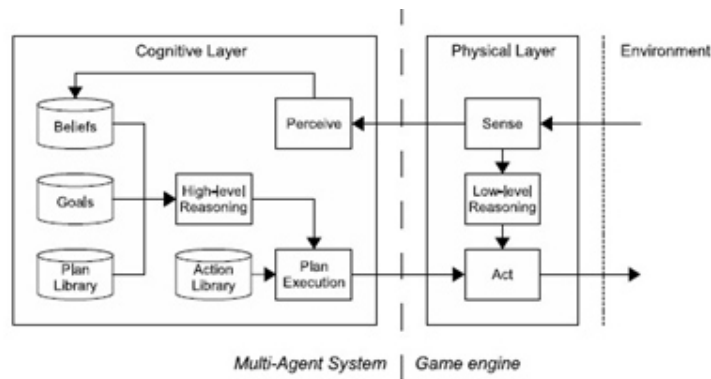 Cognitive Layer
Physical Layer
Environment
Beliefs
Perceive
Sense
Goals
High-level
Reasoning
Low-level
Reasoning
Plan
Library
Action
Library
Plan
Execution
Act
Multi-Agent System
Game engine